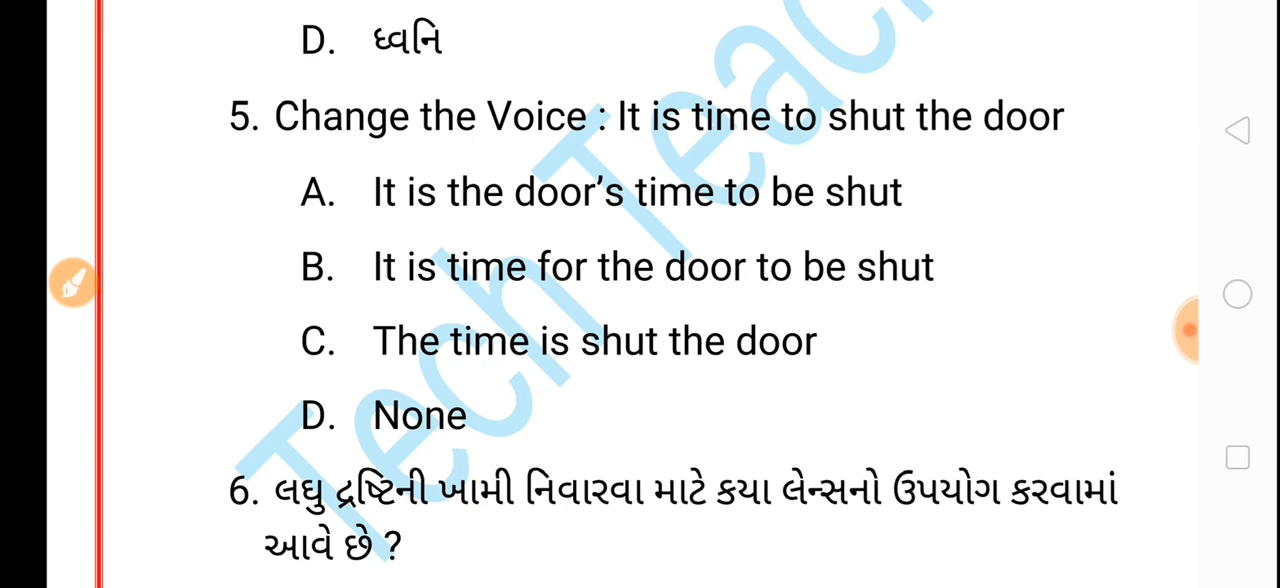 D. ધ્વનિ
5. Change the Voice : It is time to shut the door
A. It is the door’s time to be shut
B. It is time for the door to be shut
C. The time is shut the door
D. None
6. લઘુ દ્રષ્ટિની ખામી નિવારવા માટે કયા લેન્સનો ઉપયોગ કરવામાં
આવે છે ?
Tech Teach